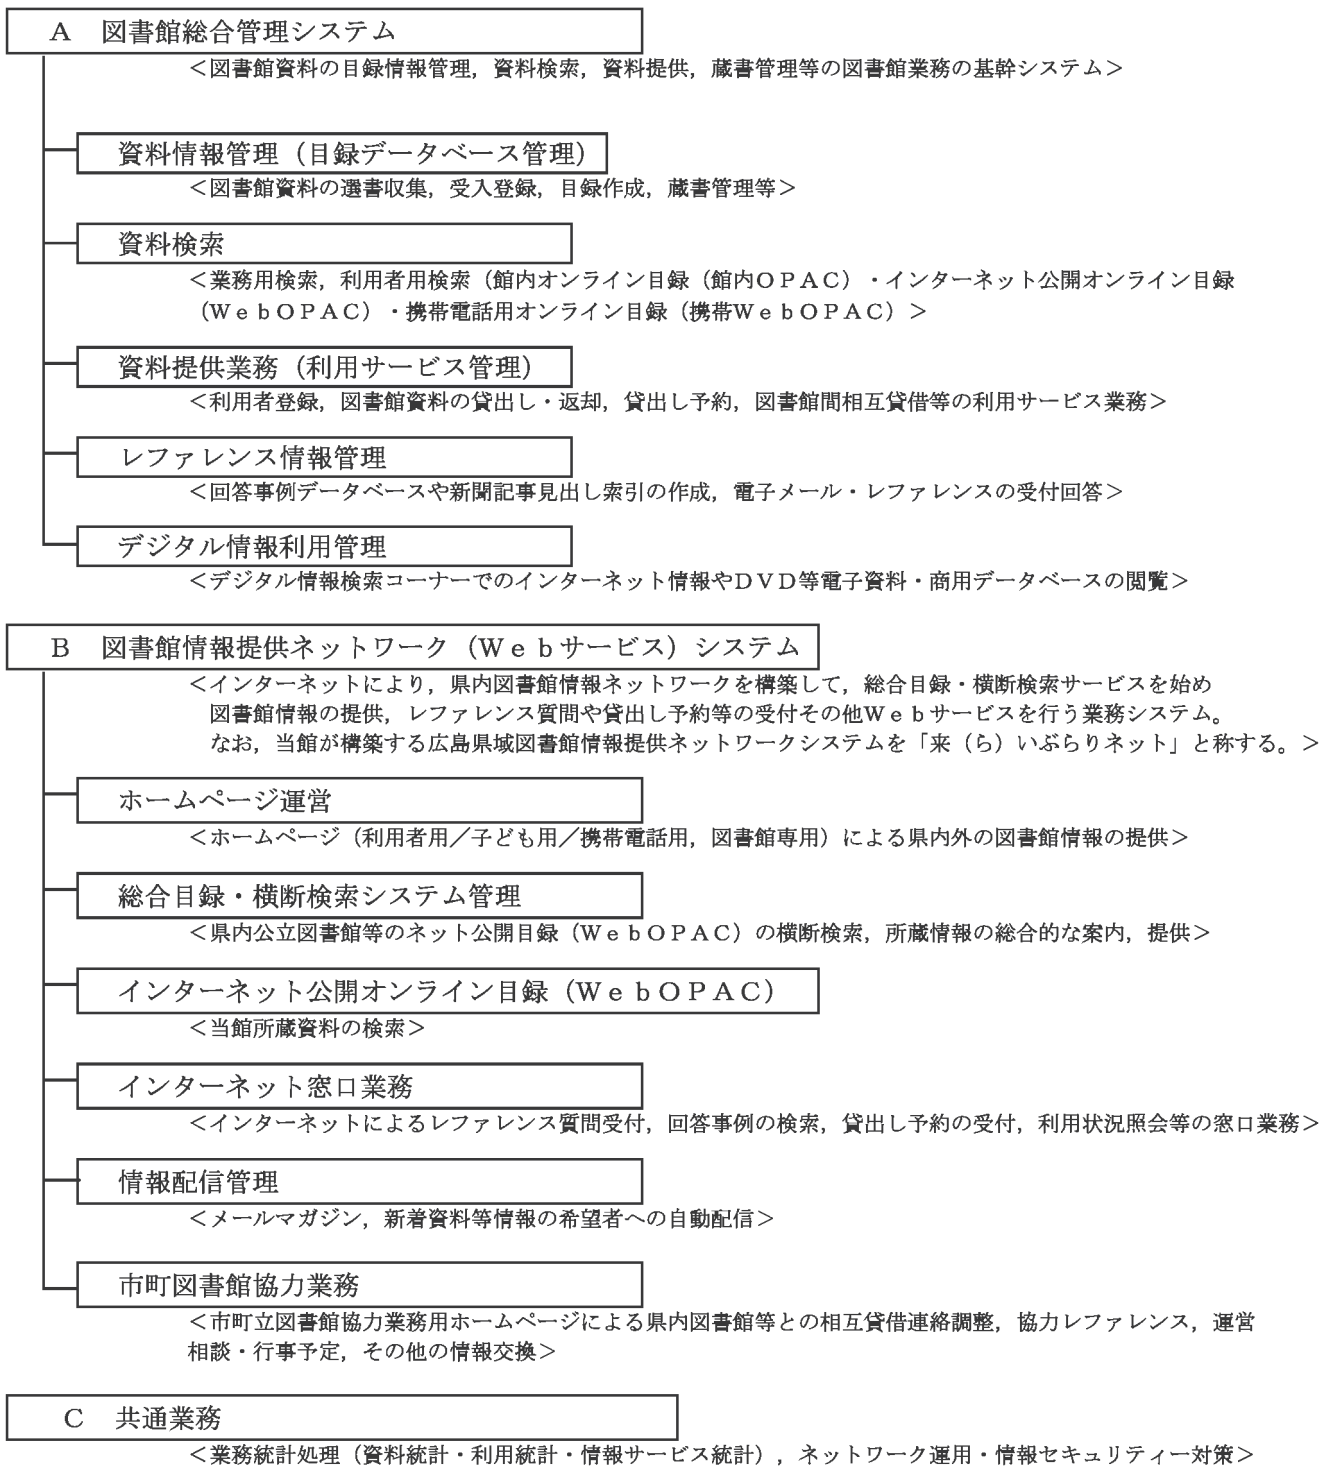 A　図書館総合管理システム
＜図書館資料の目録情報管理，資料検索，資料提供，蔵書管理等の図書館業務の基幹システム＞
資料情報管理（目録データベース管理）
＜図書館資料の選書収集，受入登録，目録作成，蔵書管理等＞
資料検索
＜業務用検索，利用者用検索（館内オンライン目録（館内ＯＰＡＣ）・インターネット公開オンライン目録
（ＷｅｂＯＰＡＣ）・携帯電話用オンライン目録（携帯ＷｅｂＯＰＡＣ）＞
資料提供業務（利用サービス管理）
＜利用者登録，図書館資料の貸出し・返却，貸出し予約，図書館間相互貸借等の利用サービス業務＞
レファレンス情報管理
＜回答事例データベースや新聞記事見出し索引の作成，電子メール・レファレンスの受付回答＞
デジタル情報利用管理
＜デジタル情報検索コーナーでのインターネット情報やＤＶＤ等電子資料・商用データベースの閲覧＞
B　図書館情報提供ネットワーク（Ｗｅｂサービス）システム
＜インターネットにより，県内図書館情報ネットワークを構築して，総合目録・横断検索サービスを始め
図書館情報の提供，レファレンス質問や貸出し予約等の受付その他Ｗｅｂサービスを行う業務システム。
なお，当館が構築する広島県域図書館情報提供ネットワークシステムを「来（ら）いぶらりネット」と称する。＞
ホームページ運営
＜ホームページ（利用者用／子ども用／携帯電話用，図書館専用）による県内外の図書館情報の提供＞
総合目録・横断検索システム管理
＜県内公立図書館等のネット公開目録（ＷｅｂＯＰＡＣ）の横断検索，所蔵情報の総合的な案内，提供＞
インターネット公開オンライン目録（ＷｅｂＯＰＡＣ）
＜当館所蔵資料の検索＞
インターネット窓口業務
＜インターネットによるレファレンス質問受付，回答事例の検索，貸出し予約の受付，利用状況照会等の窓口業務＞
情報配信管理
＜メールマガジン，新着資料等情報の希望者への自動配信＞
市町図書館協力業務
＜市町立図書館協力業務用ホームページによる県内図書館等との相互貸借連絡調整，協力レファレンス，運営
相談・行事予定，その他の情報交換＞
C　共通業務
＜業務統計処理（資料統計・利用統計・情報サービス統計），ネットワーク運用・情報セキュリティー対策＞